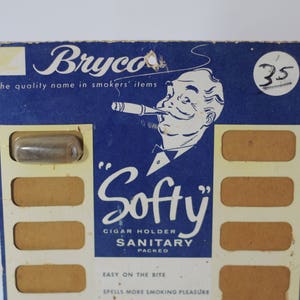 Bryco
the quality name in smokers' items
35
"Softy"
CIGAR HOLDER
SANITARY
PACKED
EASY ON THE BITE
SPELLS MORE SMOKING PLEASURE